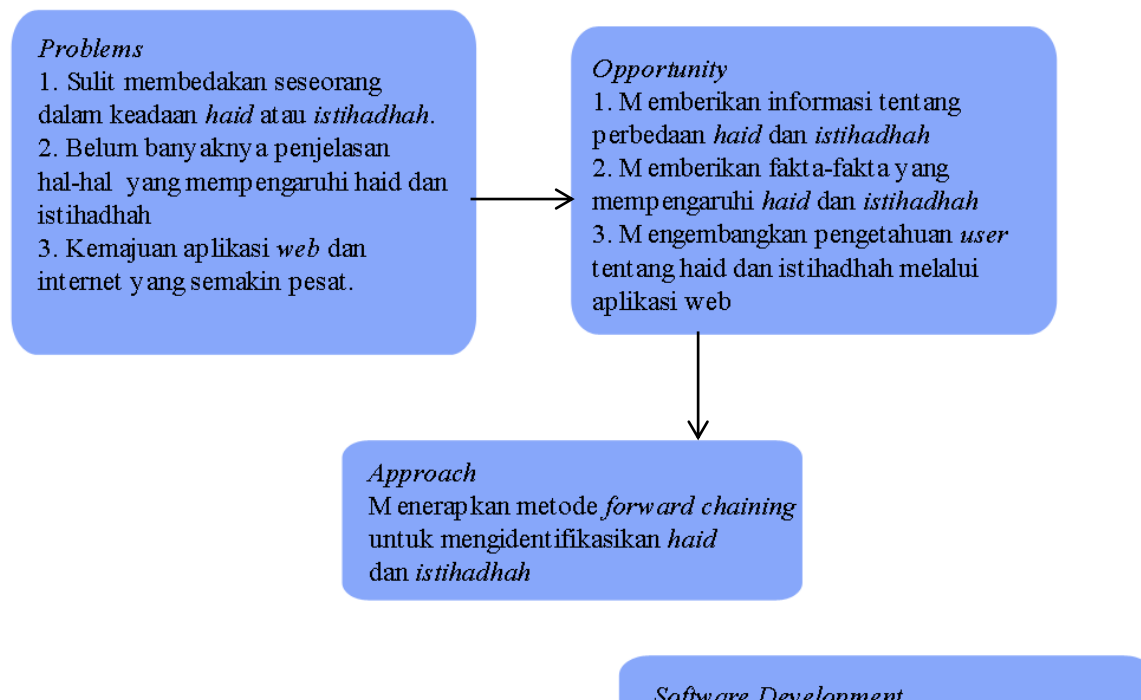 Problems
1. Sulit membedakan seseorang
dalam keadaan haid atau istihadhah.
2. Belum banyaknya penjelasan
hal-hal yang mempengaruhi haid dan
istihadhah
3. Kemajuan aplikasi web dan
internet yang semakin pesat.
Opportunity
1. Memberikan informasi tentang
perbedaan haid dan istihadhah
2. Memberikan fakta-fakta yang
mempengaruhi haid dan istihadhah
3. Mengembangkan pengetahuan user
tentang haid dan istihadhah melalui
aplikasi web
Approach
Menerapkan metode forward chaining
untuk mengidentifikasikan haid
dan istihadhah
Software Development